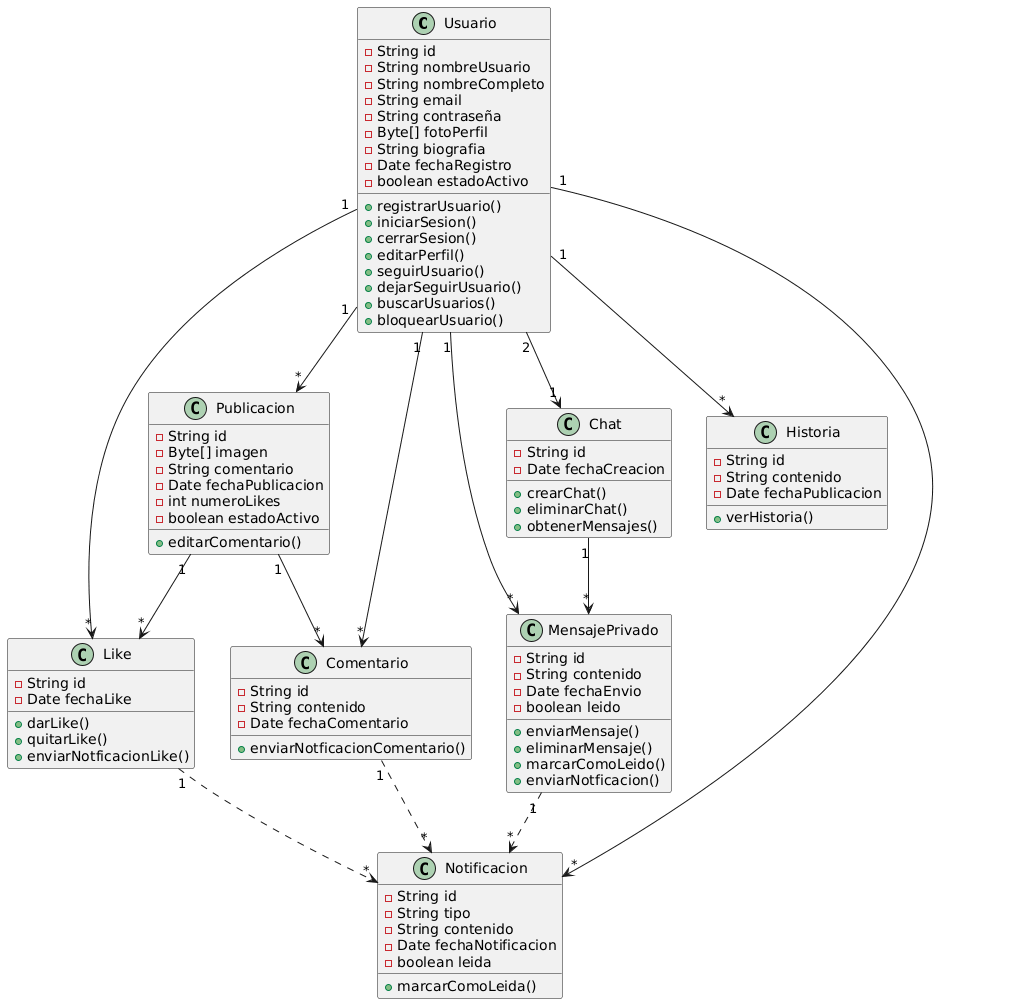 C Usuario
String id
String nombreUsuario
String nombreCompleto
String email
String contraseña
Byte[] fotoPerfil
String biografia
Date fechaRegistro
boolean estadoActivo
registrarUsuario()
iniciarSesion()
cerrarSesion()
editarPerfil()
seguirUsuario()
dejarSeguirUsuario()
buscarUsuarios()
bloquearUsuario()
1
1
1
1
1
1
2
*
1
*
C Publicacion
String id
Byte[] imagen
String comentario
Date fechaPublicacion
int numeroLikes
boolean estadoActivo
editarComentario()
C Chat
String id
Date fechaCreacion
crearChat()
eliminarChat()
obtenerMensajes()
C Historia
String id
String contenido
Date fechaPublicacion
verHistoria()
1
1
1
*
*
*
*
*
*
C Like
String id
Date fechaLike
darLike()
quitarLike()
enviarNotficacionLike()
C Comentario
String id
String contenido
Date fechaComentario
enviarNotficacionComentario()
C MensajePrivado
String id
String contenido
Date fechaEnvio
boolean leido
enviarMensaje()
eliminarMensaje()
marcarComoLeido()
enviarNotficacion()
1
1
1
*
*
*
*
C Notificacion
String id
String tipo
String contenido
Date fechaNotificacion
boolean leida
marcarComoLeida()